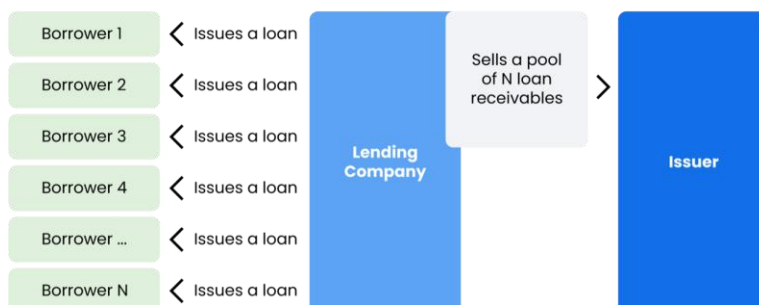 Borrower 1
Issues a loan
Borrower 2
Issues a loan
Borrower 3
Issues a loan
Borrower 4
Issues a loan
Borrower ...
Issues a loan
Borrower N
Issues a loan
Lending
Company
Sells a pool
of N loan
receivables
Issuer